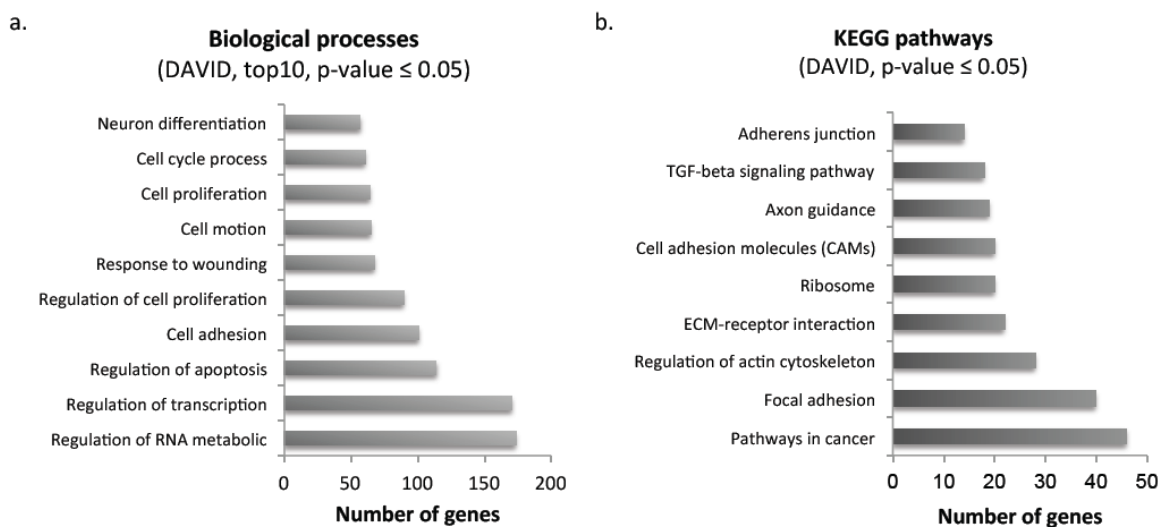 a.
Biological processes
(DAVID, top10, p-value ≤ 0.05)
Neuron differentiation
Cell cycle process
Cell proliferation
Cell motion
Response to wounding
Regulation of cell proliferation
Cell adhesion
Regulation of apoptosis
Regulation of transcription
Regulation of RNA metabolic
0 50 100 150 200
Number of genes
b.
KEGG pathways
(DAVID, p-value ≤ 0.05)
Adherens junction
TGF-beta signaling pathway
Axon guidance
Cell adhesion molecules (CAMs)
Ribosome
ECM-receptor interaction
Regulation of actin cytoskeleton
Focal adhesion
Pathways in cancer
0 10 20 30 40 50
Number of genes